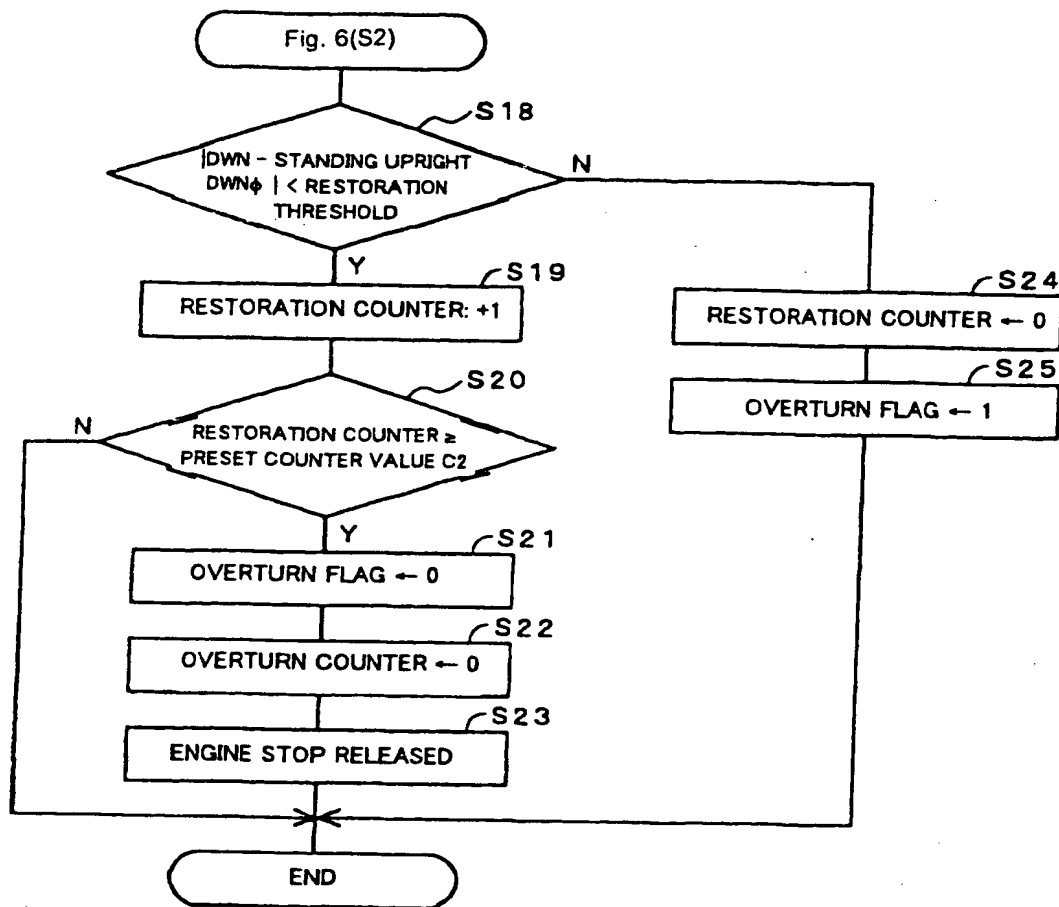 Fig. 6(S2)
S18
|DWN - STANDING UPRIGHT
DWNϕ | < RESTORATION
THRESHOLD
N
Y
S19
RESTORATION COUNTER: +1
S24
RESTORATION COUNTER ← 0
S25
OVERTURN FLAG ← 1
S20
N
RESTORATION COUNTER ≥
PRESET COUNTER VALUE C2
Y
S21
OVERTURN FLAG ← 0
S22
OVERTURN COUNTER ← 0
S23
ENGINE STOP RELEASED
END